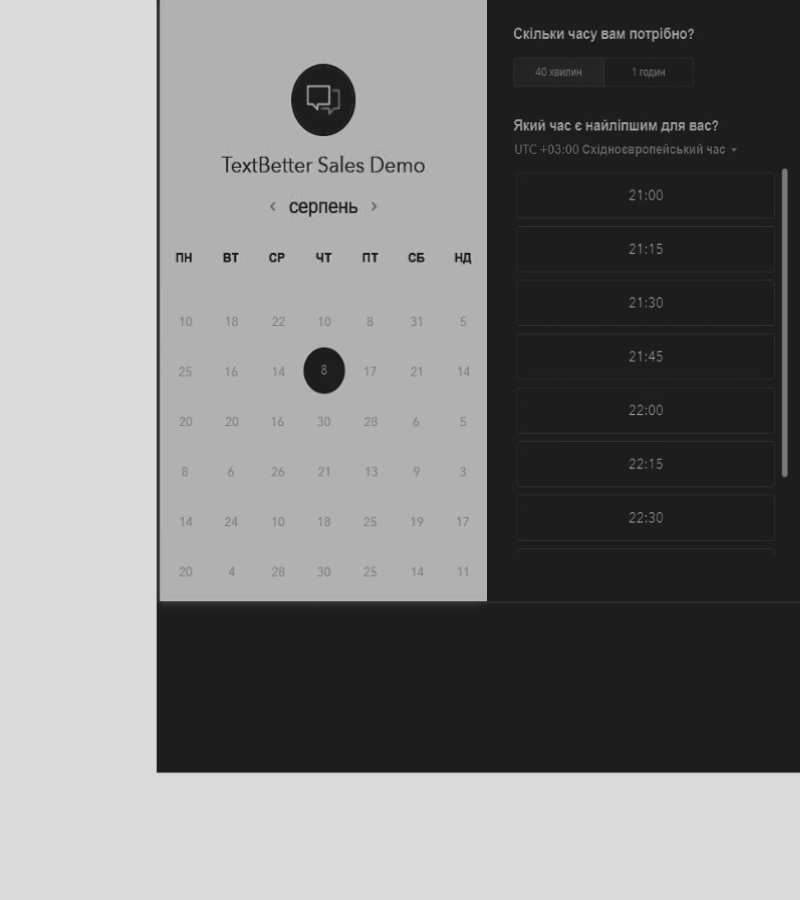 TextBetter Sales Demo
серпень
ПН ВТ СР ЧТ ПТ СБ НД
10 18 22 10 8 31 5
25 16 14 8 17 21 14
20 20 16 30 28 6 5
8 6 26 21 13 9 3
14 24 10 18 25 19 17
20 4 28 30 25 14 11
Скільки часу вам потрібно?
40 хвилин 1 годин
Який час є найліпшим для вас?
UTC +03:00 Східноєвропейський час
21:00
21:15
21:30
21:45
22:00
22:15
22:30